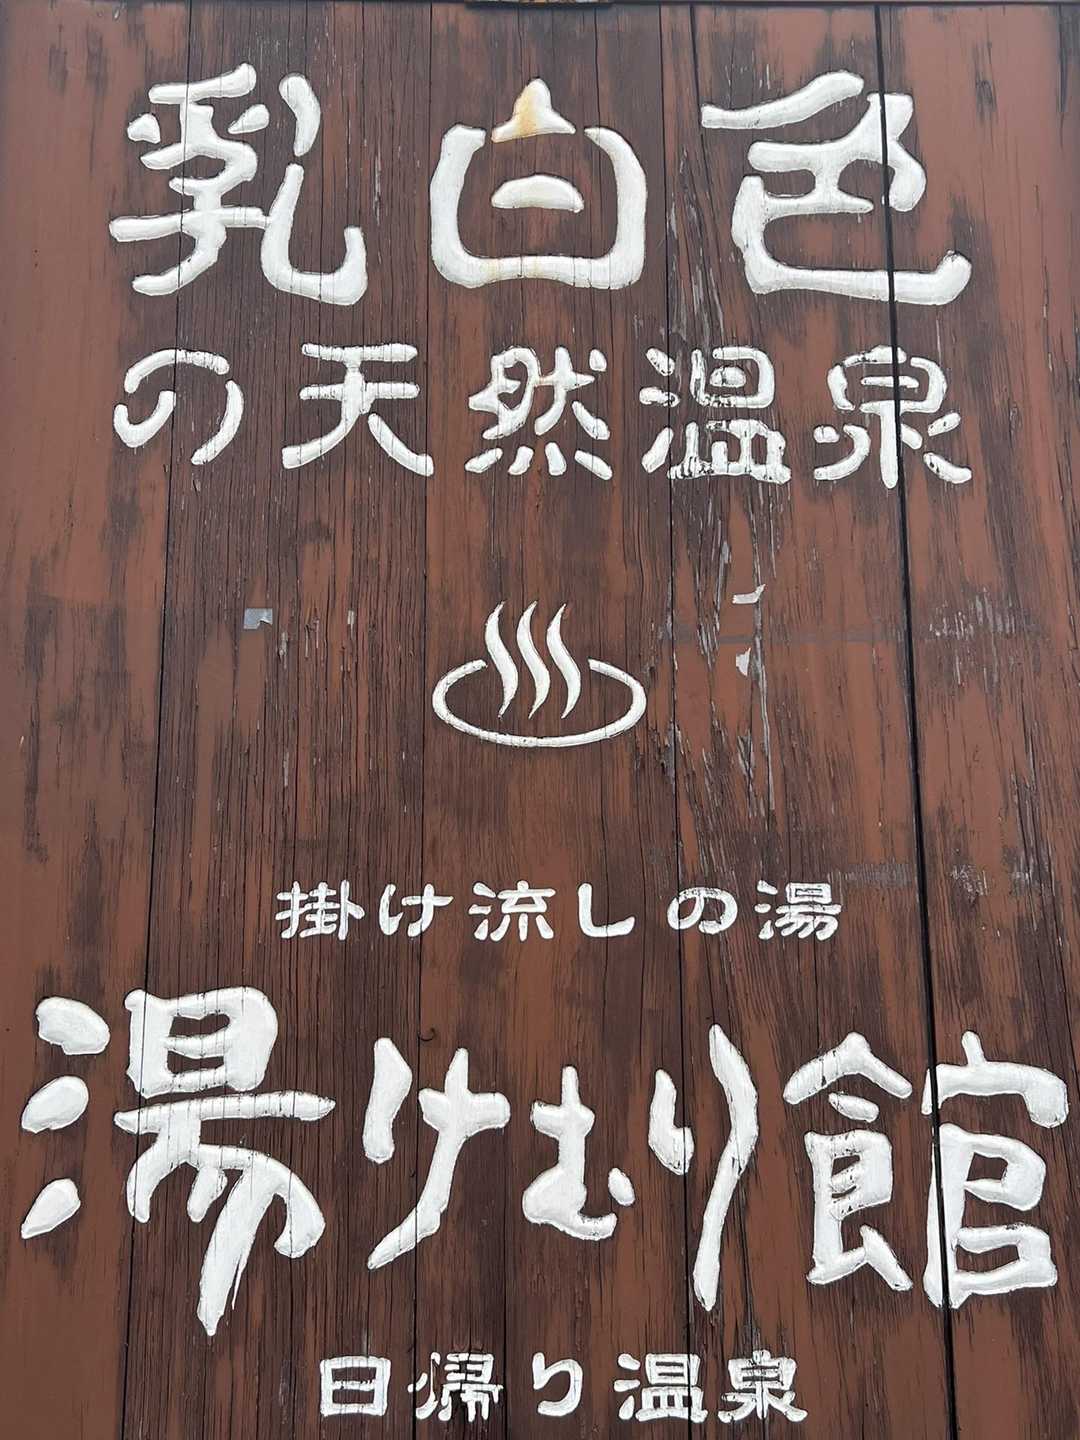 乳白色
の天然温泉
掛け流しの湯
湯けむり館
日帰り温泉